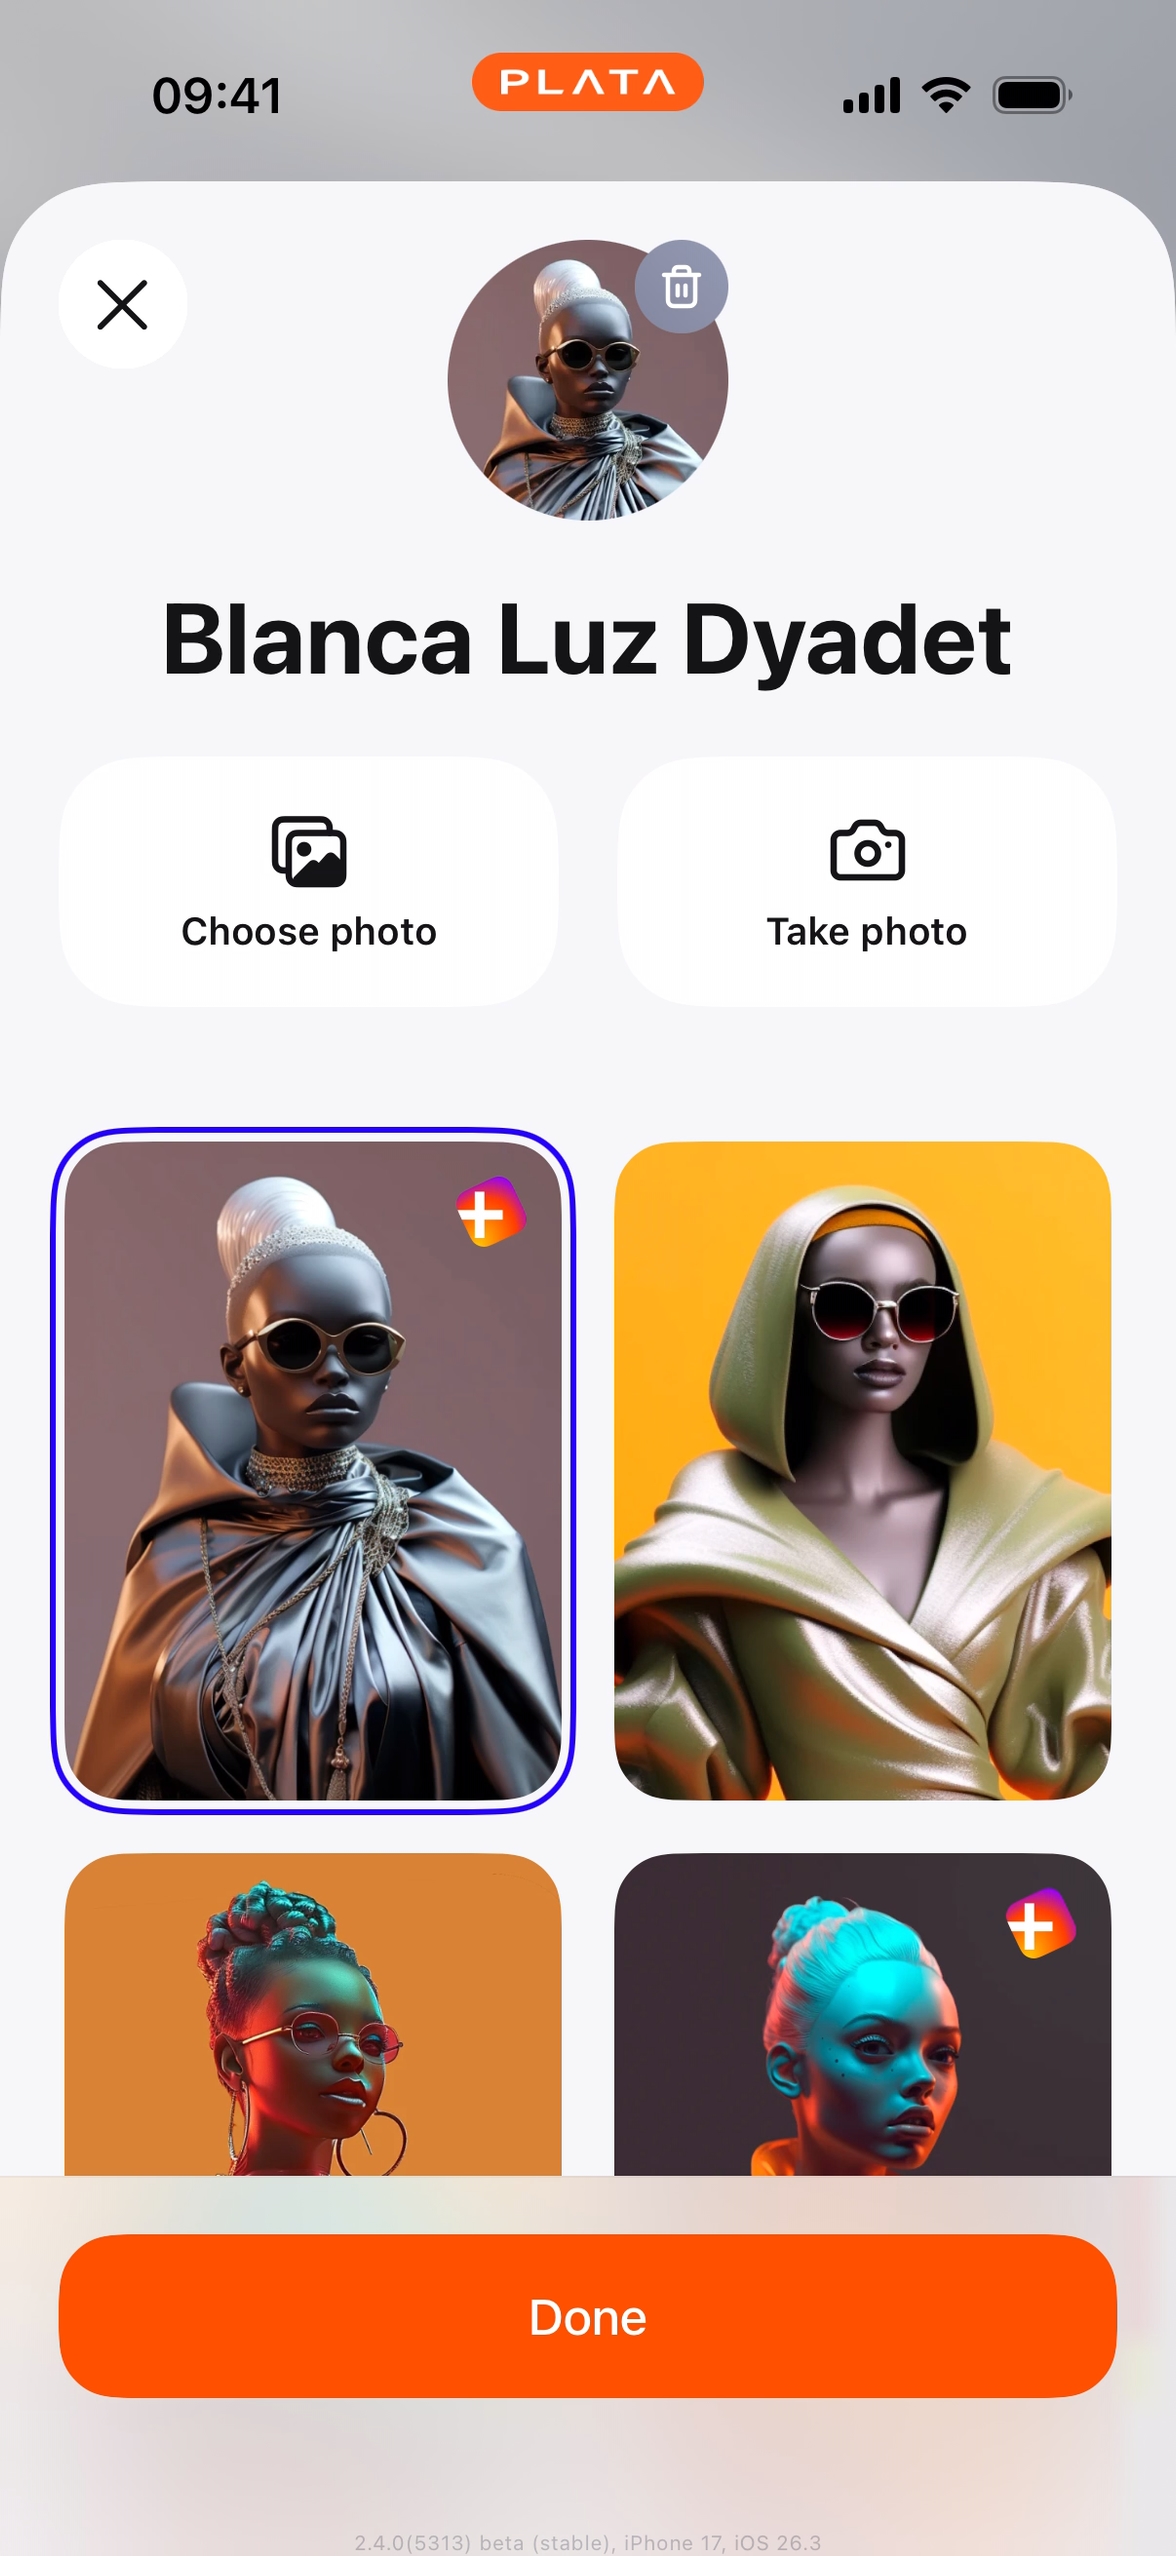 09:41
PLATA
Blanca Luz Dyadet
Choose photo
Take photo
Done
2.4.0(5313) beta (stable), iPhone 17, iOS 26.3